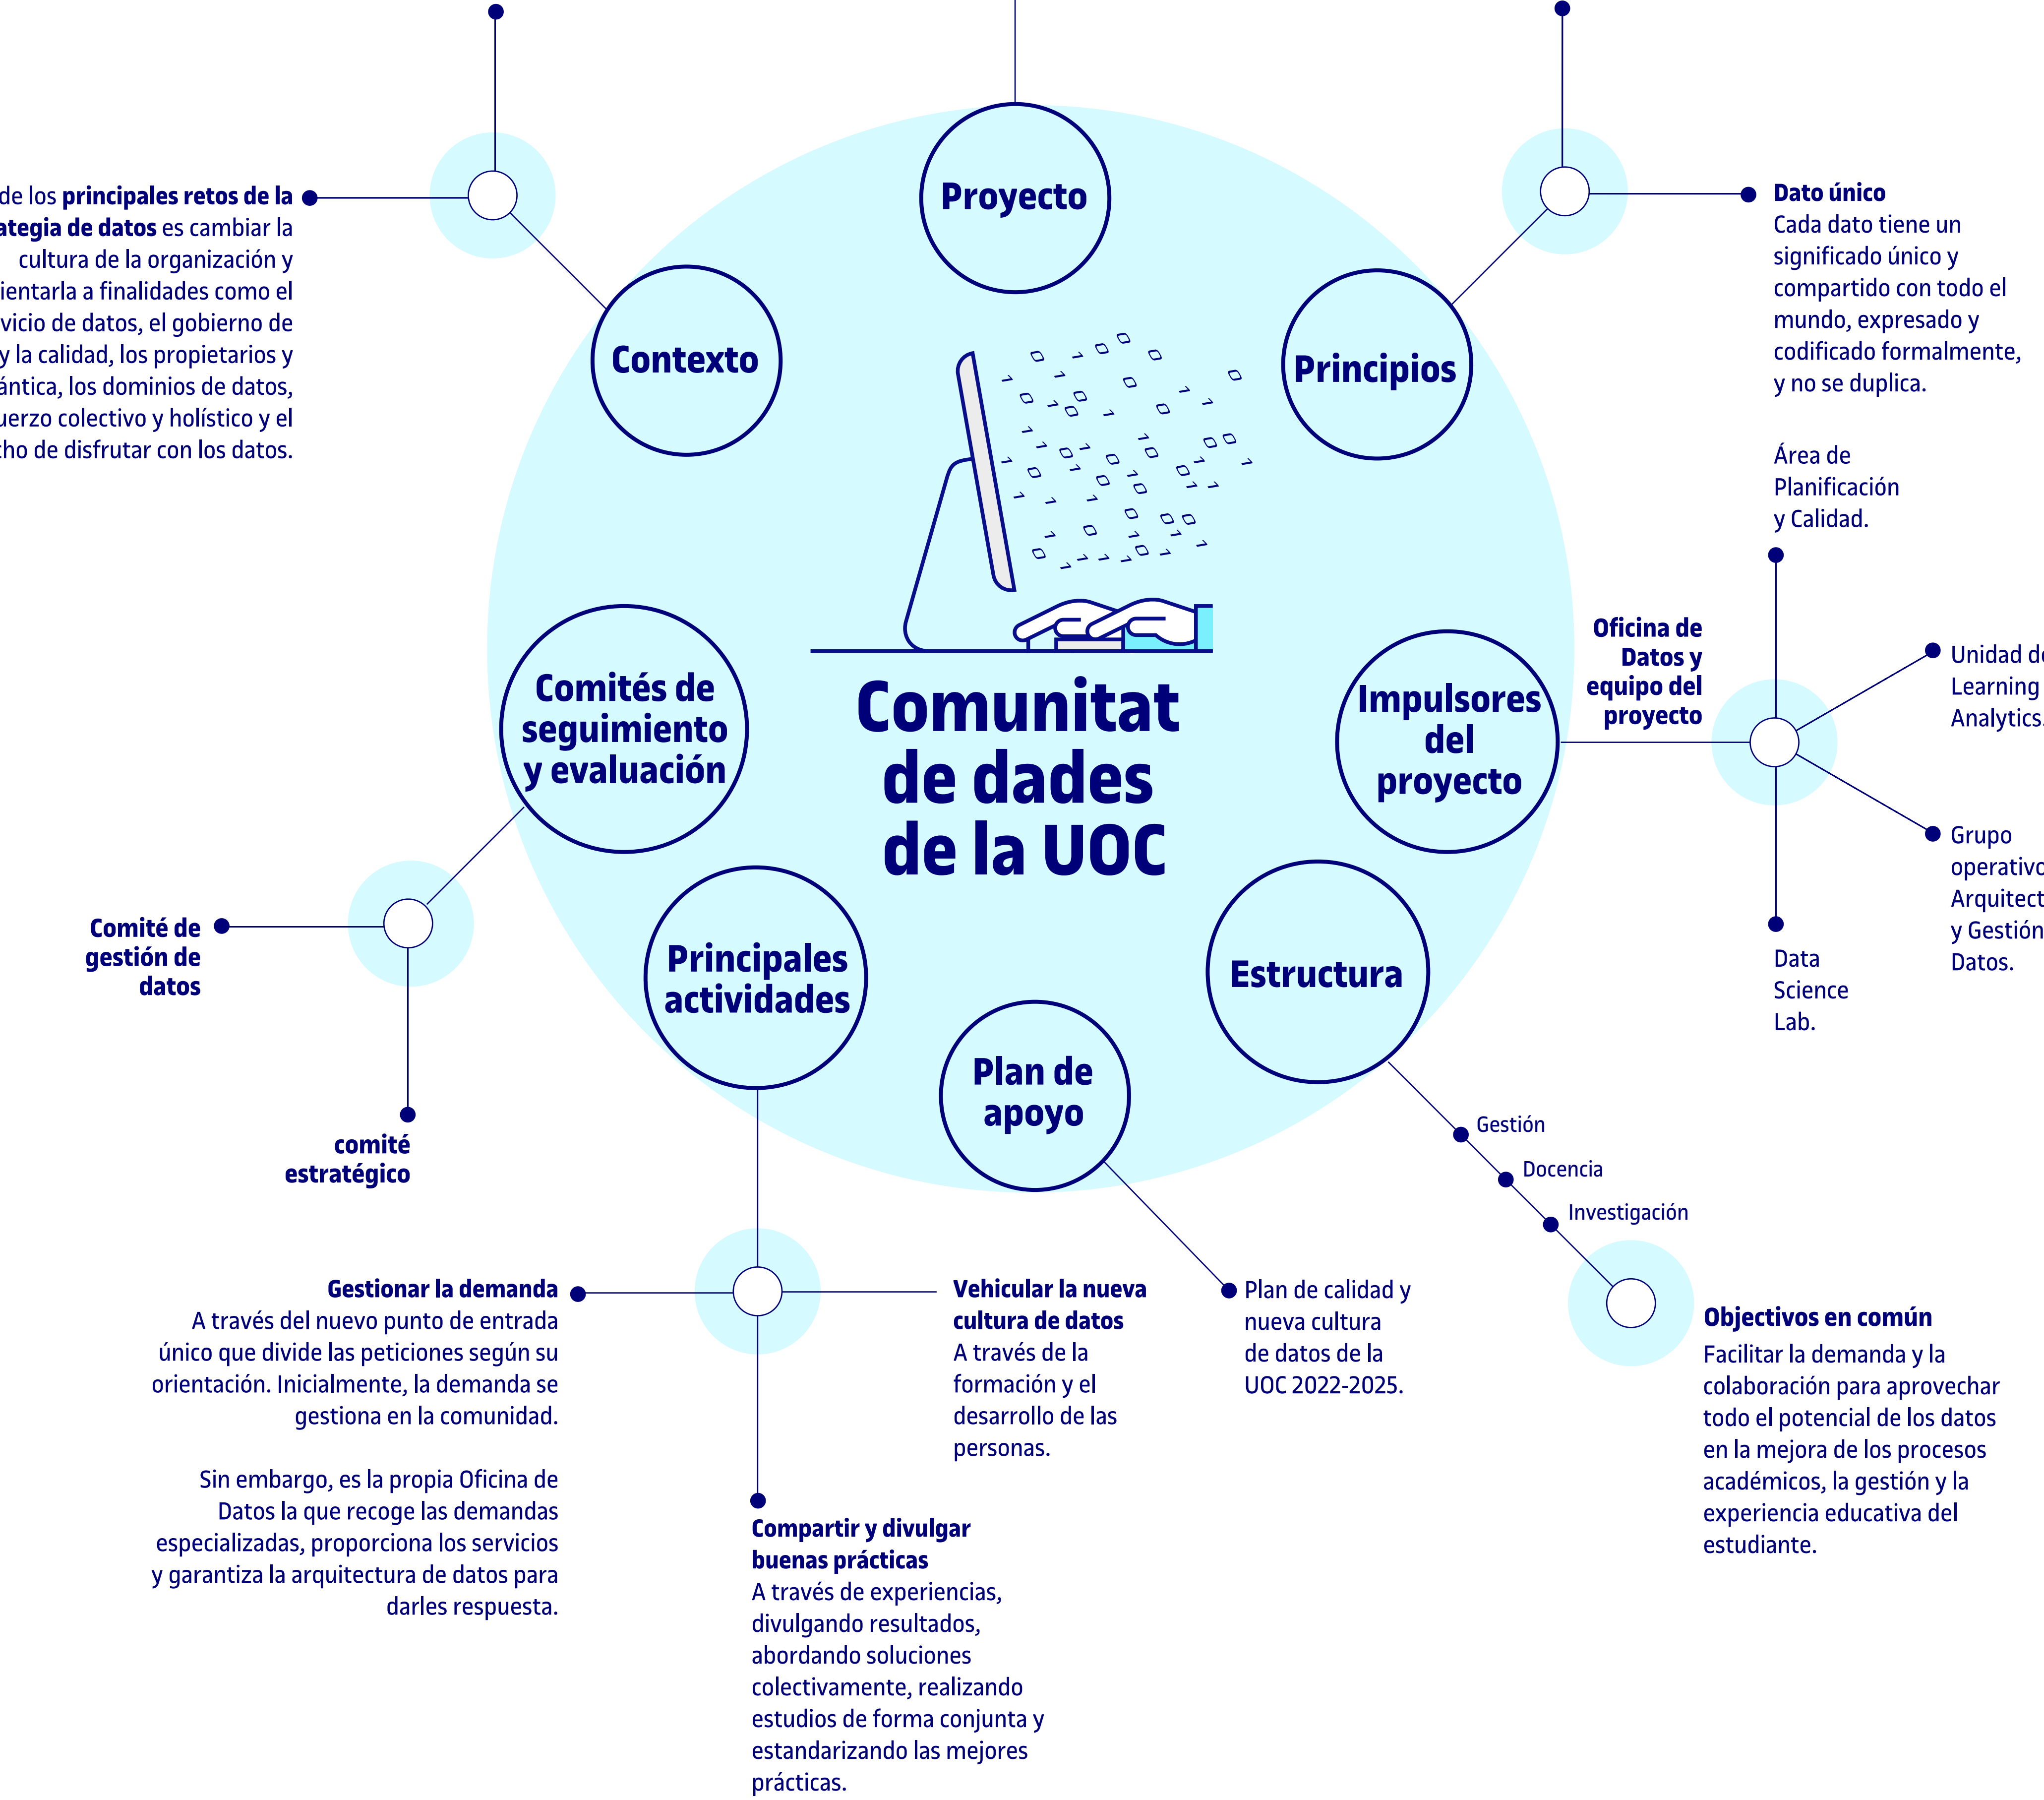 Proyecto
Contexto
de los principales retos de la
es cambiar la
de datos
cultura de la organización y
a finalidades como el
de datos, el gobierno de
y la calidad, los propietarios y
los dominios de datos,
colectivo y holístico y el
de disfrutar con los datos.
Principios
Dato único
Cada dato tiene un
significado único y
compartido con todo el
mundo, expresado y
codificado formalmente,
y no se duplica.
Comunitat
de dades
de la UOC
Impulsores
del
proyecto
Oficina de
Datos y
equipo del
proyecto
Área de
Planificación
y Calidad.
Unidad
Learning
Analytics.
Grupo
y Gestión
Datos.
Data
Science
Lab.
Comités de
seguimiento
y evaluación
Comité de
gestión de
datos
comité
estratégico
Principales
actividades
Gestionar la demanda
A través del nuevo punto de entrada
único que divide las peticiones según su
orientación. Inicialmente, la demanda se
gestiona en la comunidad.
Sin embargo, es la propia Oficina de
Datos la que recoge las demandas
especializadas, proporciona los servicios
y garantiza la arquitectura de datos para
darles respuesta.
Compartir y divulgar
buenas prácticas
A través de experiencias,
divulgando resultados,
abordando soluciones
colectivamente, realizando
estudios de forma conjunta y
estandarizando las mejores
prácticas.
Vehicular la nueva
cultura de datos
A través de la
formación y el
desarrollo de las
personas.
Plan de
apoyo
Plan de calidad y
nueva cultura
de datos de la
UOC 2022-2025.
Estructura
Gestión
Docencia
Investigación
Objectivos en común
Facilitar la demanda y la
colaboración para aprovechar
todo el potencial de los datos
en la mejora de los procesos
académicos, la gestión y la
experiencia educativa del
estudiante.